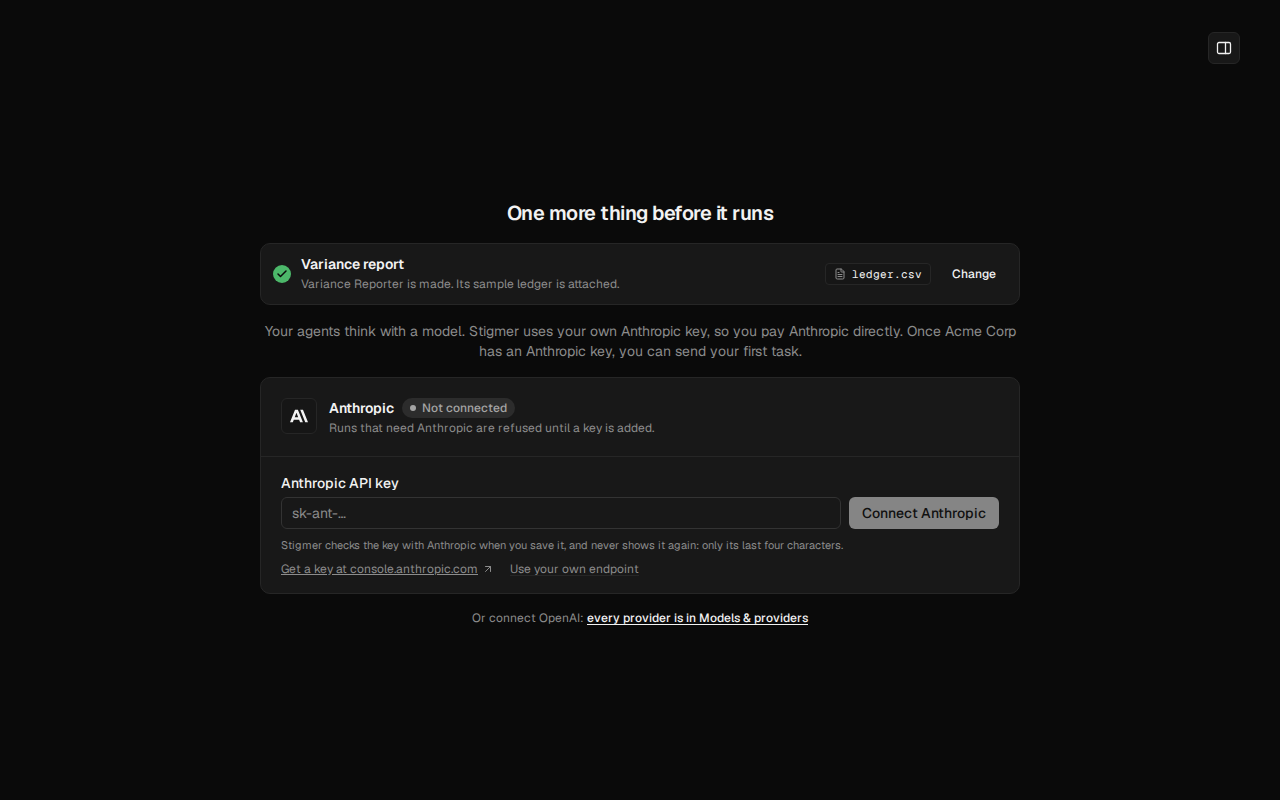 One more thing before it runs
Variance report
Variance Reporter is made. Its sample ledger is attached.
ledger.csv
Change
Your agents think with a model. Stigmer uses your own Anthropic key, so you pay Anthropic directly. Once Acme Corp
has an Anthropic key, you can send your first task.
Anthropic
Not connected
Runs that need Anthropic are refused until a key is added.
Anthropic API key
sk-ant-...
Connect Anthropic
Stigmer checks the key with Anthropic when you save it, and never shows it again: only its last four characters.
Get a key at console.anthropic.com
Use your own endpoint
Or connect OpenAI: every provider is in Models & providers